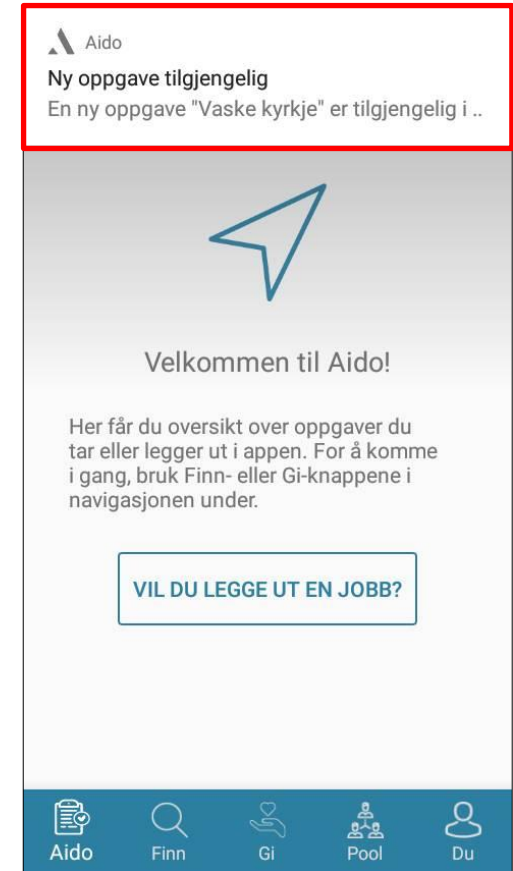 Aido
Ny oppgave tilgjengelig
En ny oppgave "Vaske kyrkje" er tilgjengelig i ..
Velkommen til Aido!
Her får du oversikt over oppgaver du
tar eller legger ut i appen. For å komme
i gang, bruk Finn- eller Gi-knappene i
navigasjonen under.
VIL DU LEGGE UT EN JOBB?
Aido Finn Gi Pool Du